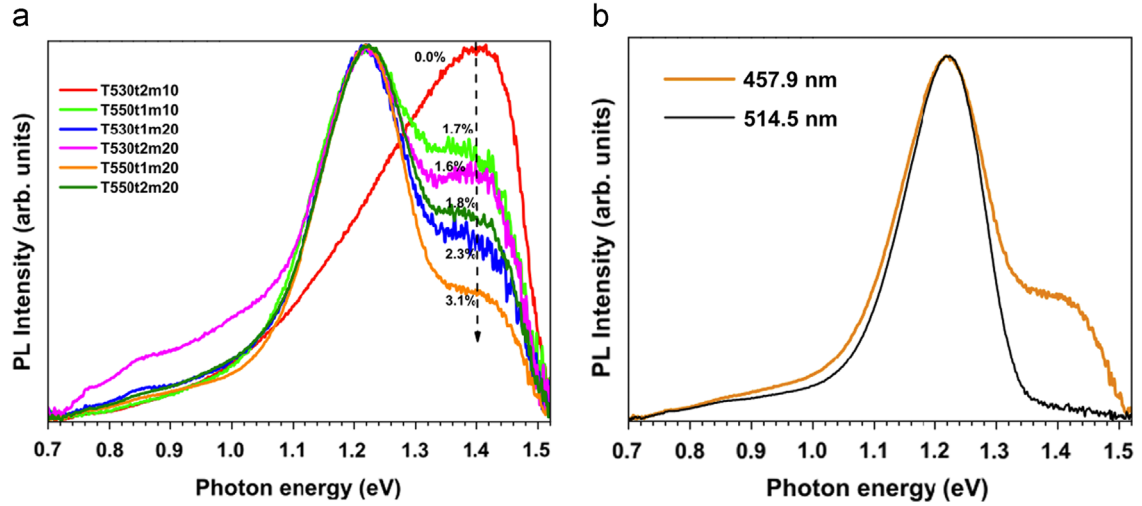 a
PL Intensity (arb. units)
T530t2m10
T550t1m10
T530t1m20
T530t2m20
T550t1m20
T550t2m20
0.0%
1.7%
1.6%
1.8%
2.3%
3.1%
0.7 0.8 0.9 1.0 1.1 1.2 1.3 1.4 1.5
Photon energy (eV)
b
PL Intensity (arb. units)
457.9 nm
514.5 nm
0.7 0.8 0.9 1.0 1.1 1.2 1.3 1.4 1.5
Photon energy (eV)